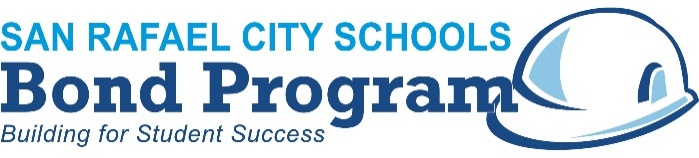 SAN RAFAEL CITY SCHOOLS
Bond Program
Building for Student Success